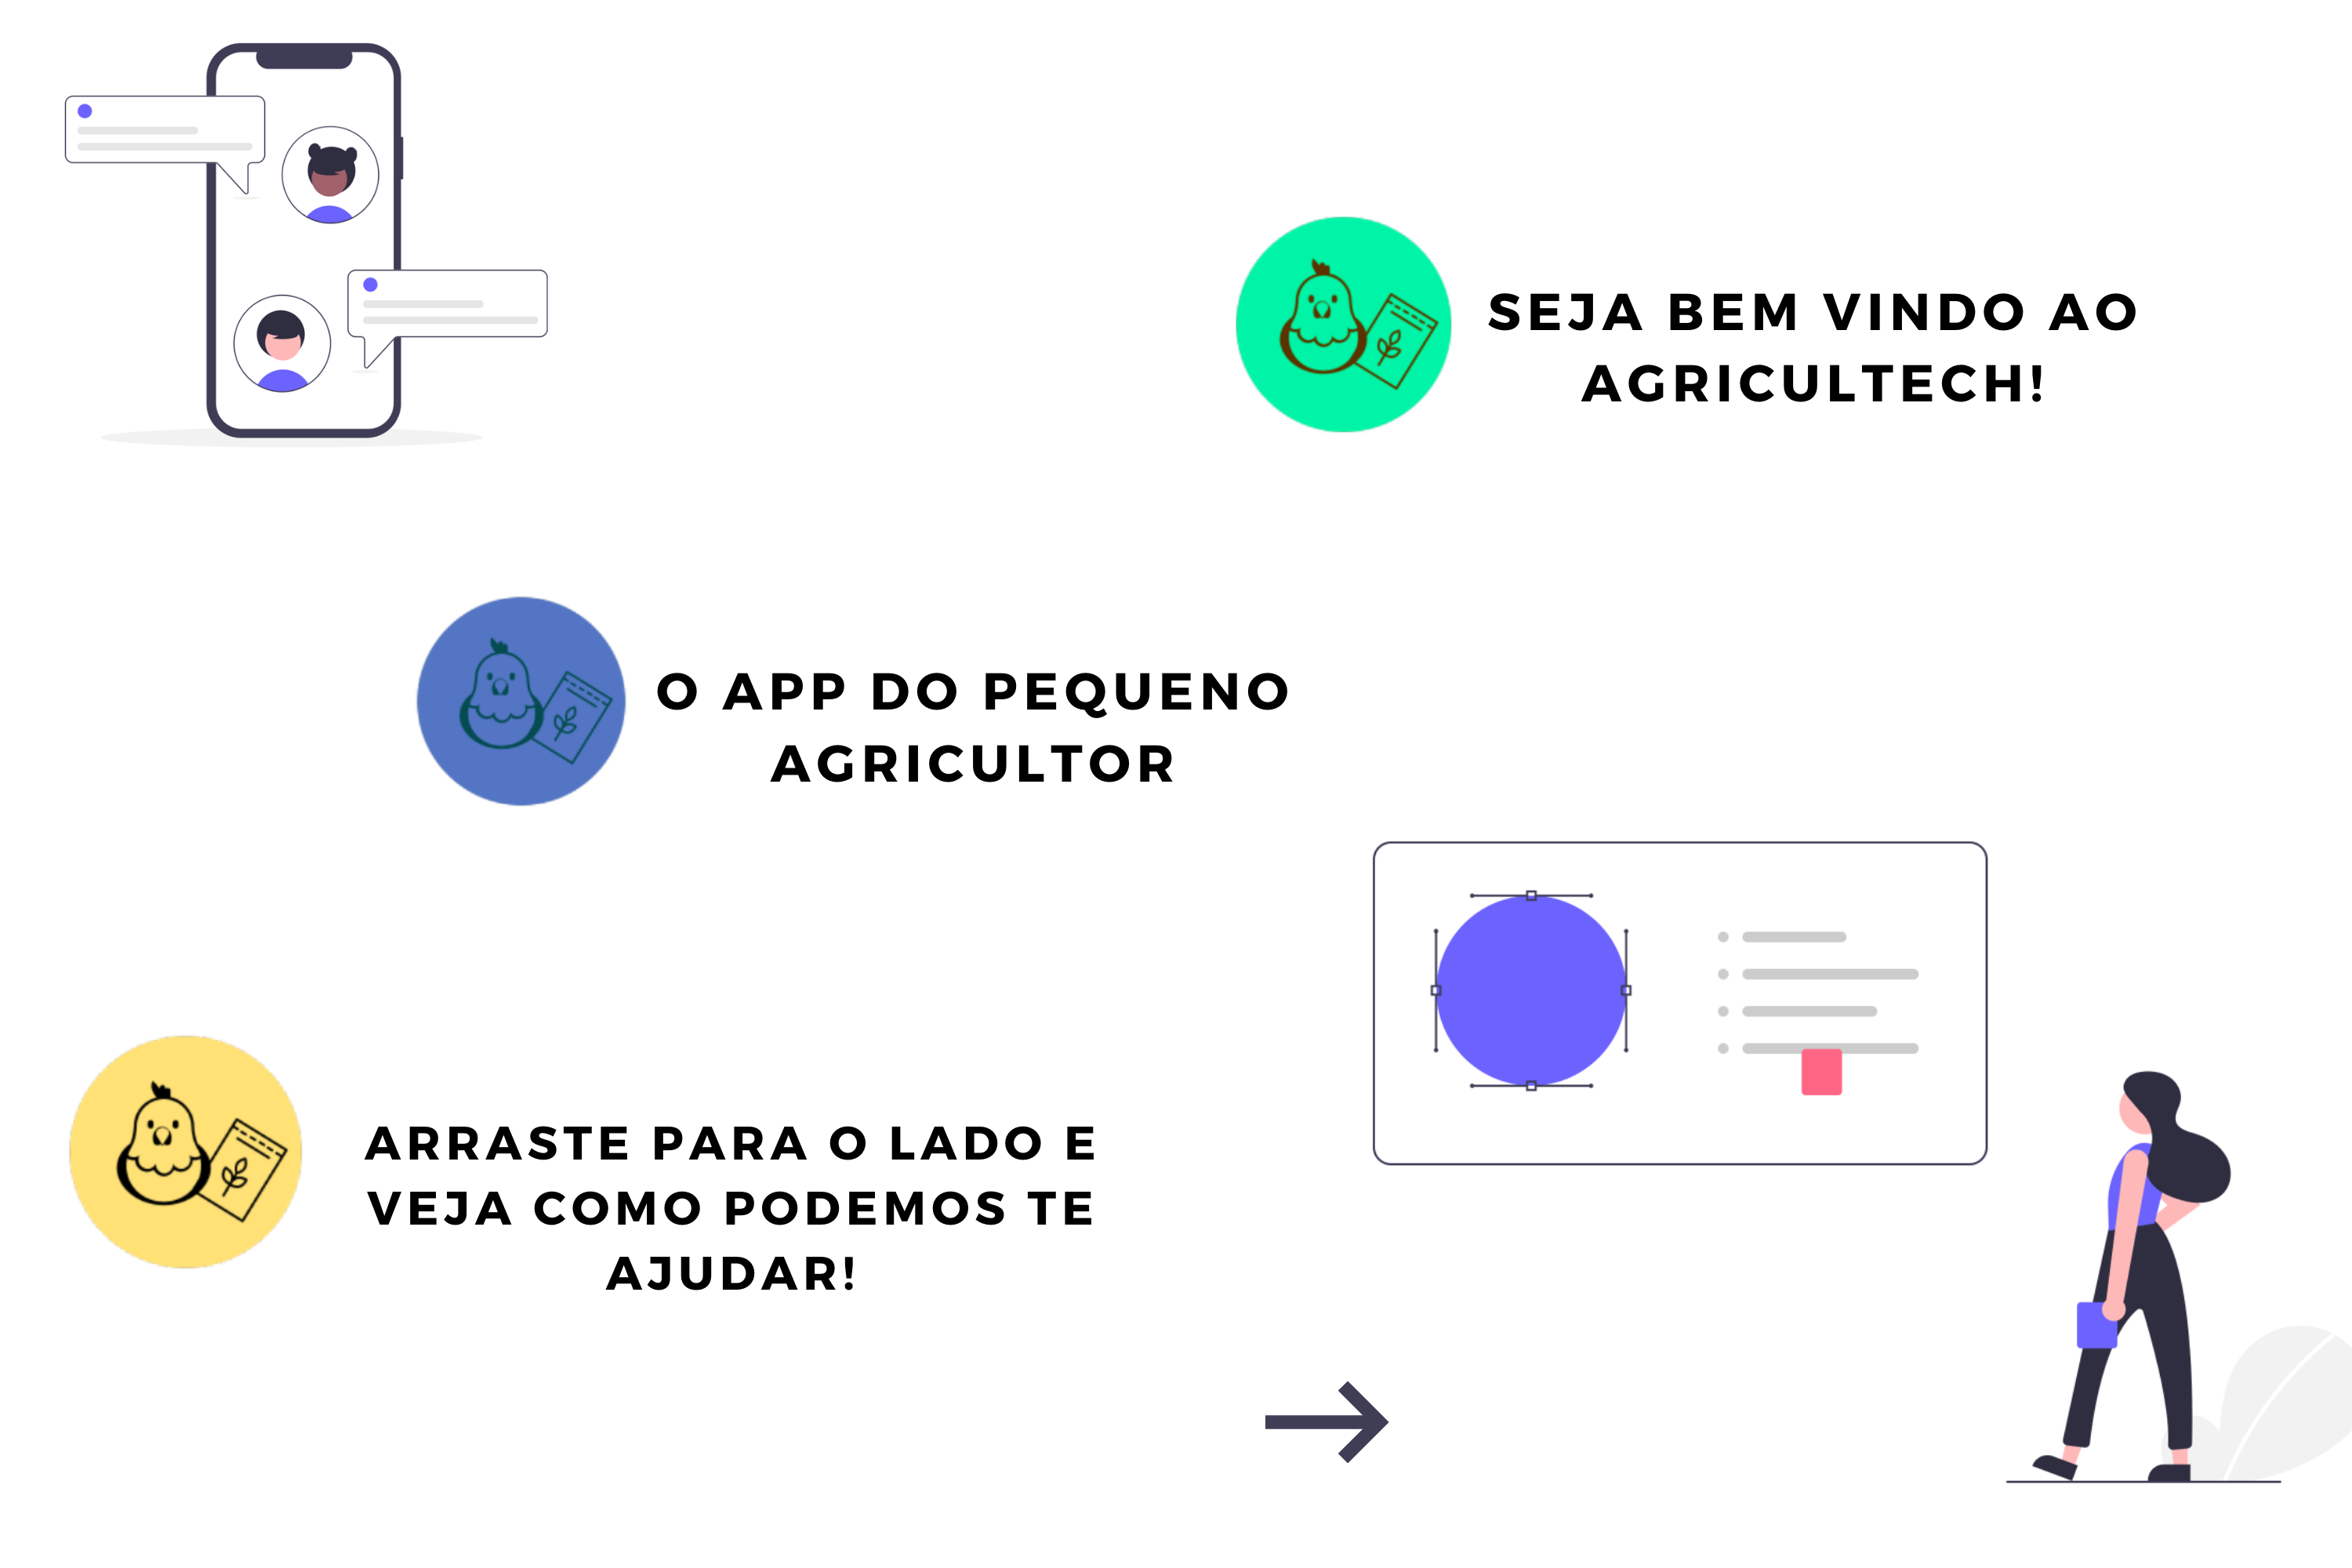 SEJA BEM VINDO AO
AGRICULTECH!
O APP DO PEQUENO
AGRICULTOR
ARRASTE PARA O LADO E
VEJA COMO PODEMOS TE
AJUDAR!